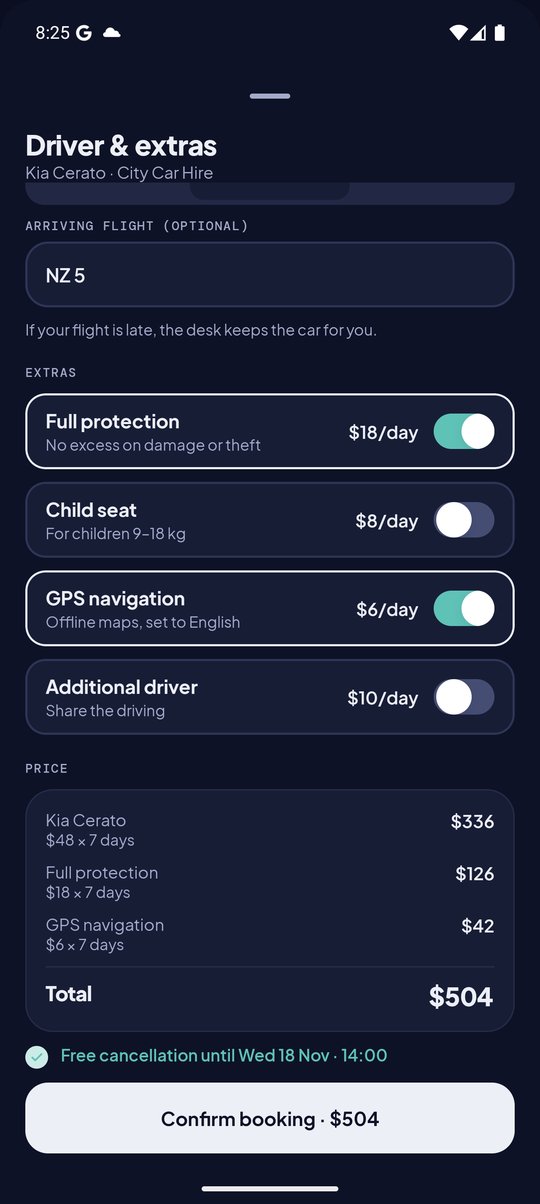 8:25
Driver & extras
Kia Cerato · City Car Hire
ARRIVING FLIGHT (OPTIONAL)
NZ 5
If your flight is late, the desk keeps the car for you.
EXTRAS
Full protection
No excess on damage or theft
$18/day
Child seat
For children 9–18 kg
$8/day
GPS navigation
Offline maps, set to English
$6/day
Additional driver
Share the driving
$10/day
PRICE
Kia Cerato
$48 × 7 days
$336
Full protection
$18 × 7 days
$126
GPS navigation
$6 × 7 days
$42
Total
$504
Free cancellation until Wed 18 Nov · 14:00
Confirm booking · $504